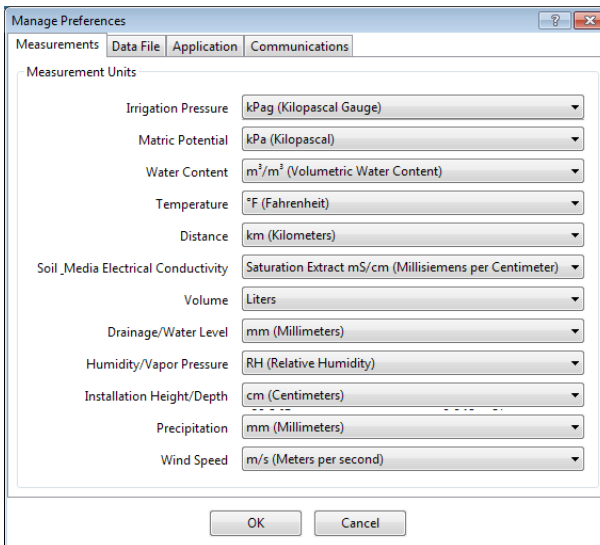 Manage Preferences
Measurements Data File Application Communications
Measurement Units
Irrigation Pressure kPag (Kilopascal Gauge)
Matric Potential kPa (Kilopascal)
Water Content m³/m³ (Volumetric Water Content)
Temperature °F (Fahrenheit)
Distance km (Kilometers)
Soil_Media Electrical Conductivity Saturation Extract mS/cm (Millisiemens per Centimeter)
Volume Liters
Drainage/Water Level mm (Millimeters)
Humidity/Vapor Pressure RH (Relative Humidity)
Installation Height/Depth cm (Centimeters)
Precipitation mm (Millimeters)
Wind Speed m/s (Meters per second)
OK Cancel